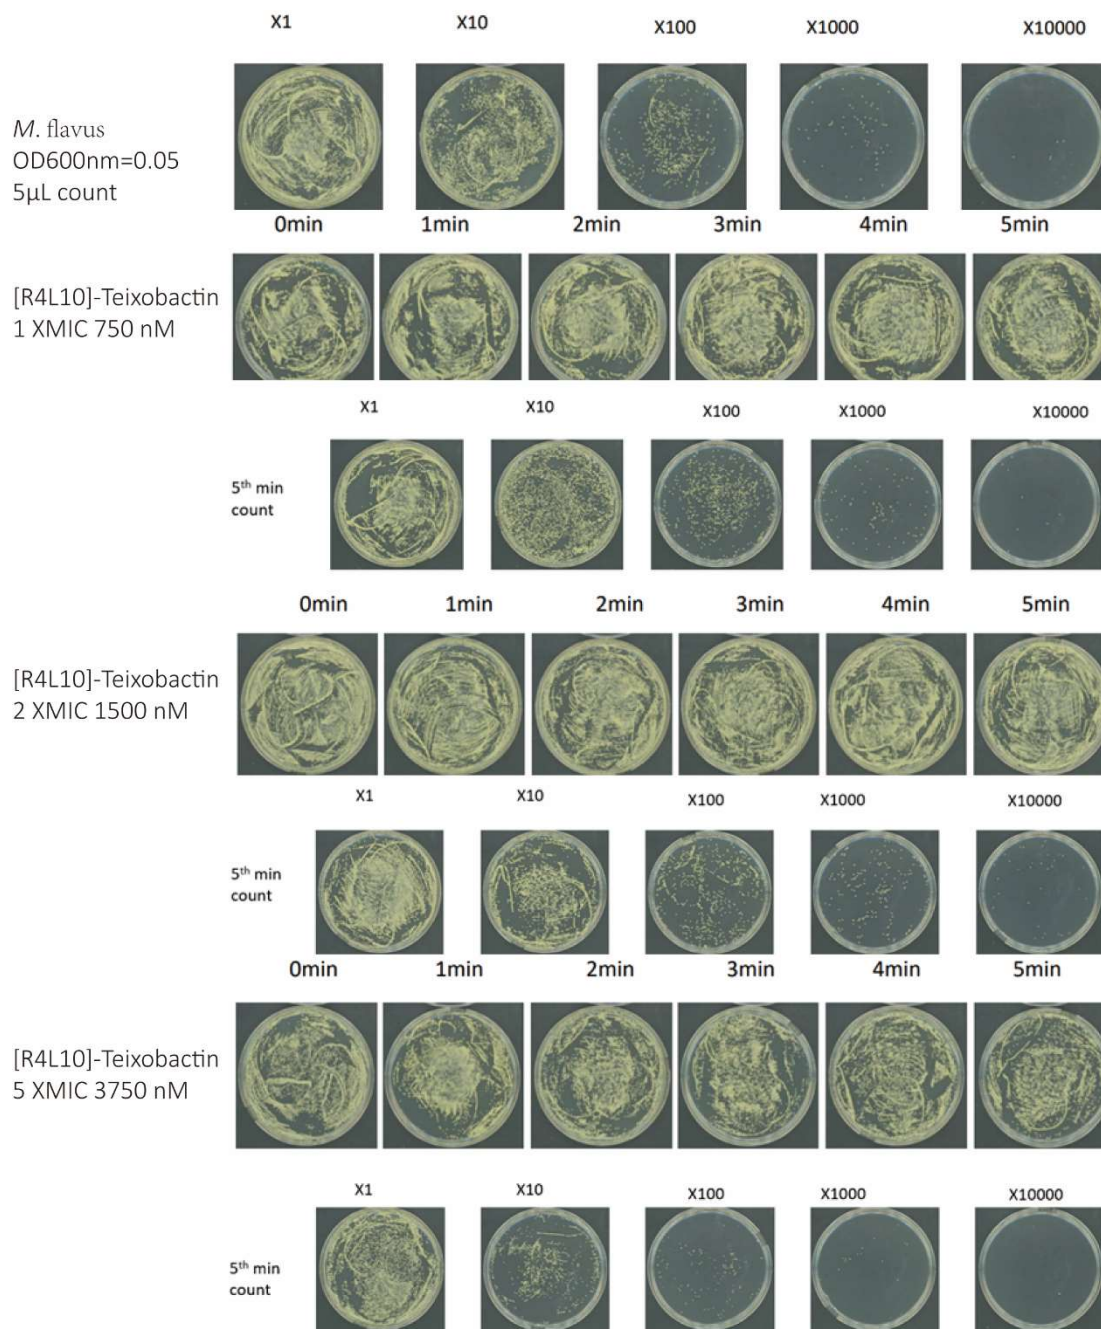 X1 X10 X100 X1000 X10000
M. flavus
OD600nm=0.05
5µL count
0min 1min 2min 3min 4min 5min
[R4L10]-Teixobactin
1 XMIC 750 nM
X1 X10 X100 X1000 X10000
5th min
count
0min 1min 2min 3min 4min 5min
[R4L10]-Teixobactin
2 XMIC 1500 nM
X1 X10 X100 X1000 X10000
5th min
count
0min 1min 2min 3min 4min 5min
[R4L10]-Teixobactin
5 XMIC 3750 nM
X1 X10 X100 X1000 X10000
5th min
count